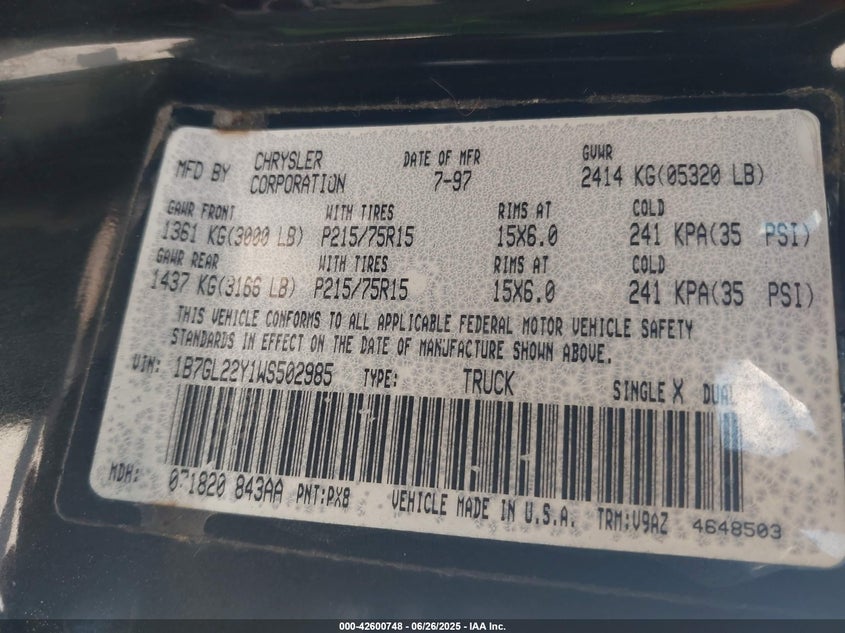 MFD BY CHRYSLER CORPORATION DATE OF MFR 7-97 GVWR 2414 KG(05320 LB)
GAWR FRONT WITH TIRES RIMS AT COLD
1361 KG(3000 LB) P215/75R15 15X6.0 241 KPA(35 PSI)
GAWR REAR WITH TIRES RIMS AT COLD
1437 KG(3166 LB) P215/75R15 15X6.0 241 KPA(35 PSI)
THIS VEHICLE CONFORMS TO ALL APPLICABLE FEDERAL MOTOR VEHICLE SAFETY
STANDARDS IN EFFECT ON THE DATE OF MANUFACTURE SHOWN ABOVE.
VIN: 1B7GL22Y1WS502985 TYPE: TRUCK SINGLE X DUAL
MDH: 071820 843AA PNT:PX8 VEHICLE MADE IN U.S.A. TRM:V9AZ 4648503
000-42600748 - 06/26/2025 - IAA Inc.